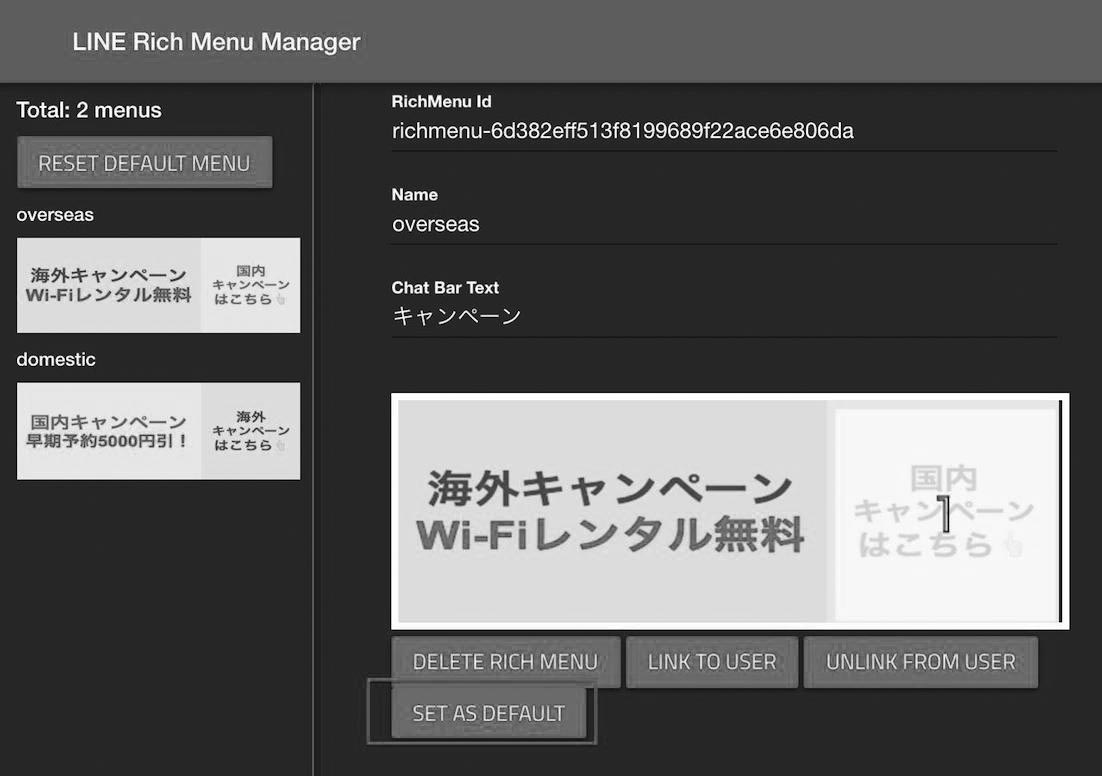 LINE Rich Menu Manager
Total: 2 menus
RESET DEFAULT MENU
overseas
海外キャンペーン
Wi-Fiレンタル無料
国内
キャンペーン
はこちら👆
domestic
国内キャンペーン
早期予約5000円引!
海外
キャンペーン
はこちら👆
RichMenu Id
richmenu-6d382eff513f8199689f22ace6e806da
Name
overseas
Chat Bar Text
キャンペーン
海外キャンペーン
Wi-Fiレンタル無料
国内
キャンペーン
はこちら👆
1
DELETE RICH MENU
LINK TO USER
UNLINK FROM USER
SET AS DEFAULT